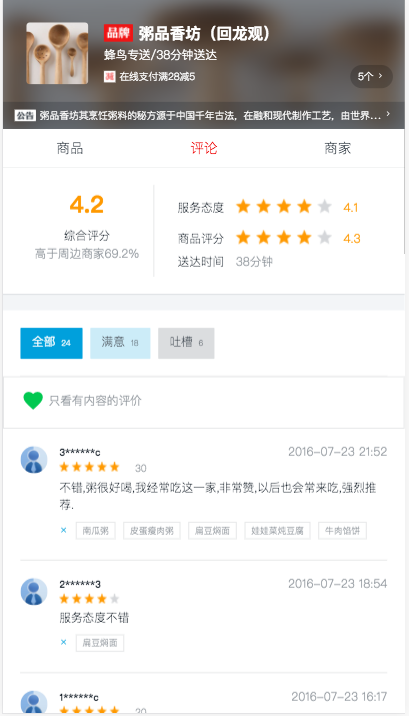 品牌 粥品香坊（回龙观）
蜂鸟专送/38分钟送达
减 在线支付满28减5
5个 >
公告 粥品香坊其烹饪粥料的秘方源于中国千年古法，在融和现代制作工艺，由世界... >
商品 评论 商家
4.2
综合评分
高于周边商家69.2%
服务态度 4.1
商品评分 4.3
送达时间 38分钟
全部 24 满意 18 吐槽 6
只看有内容的评价
3******c 2016-07-23 21:52
30
不错,粥很好喝,我经常吃这一家,非常赞,以后也会常来吃,强烈推
荐.
南瓜粥 皮蛋瘦肉粥 扁豆焖面 娃娃菜炖豆腐 牛肉馅饼
2******3 2016-07-23 18:54
服务态度不错
扁豆焖面
1******c 2016-07-23 16:17
30